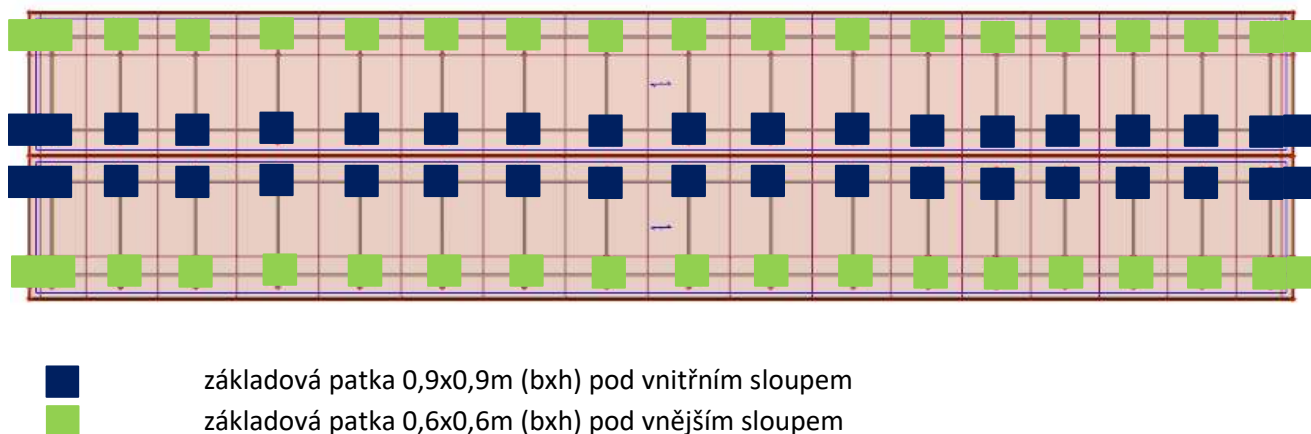 základová patka 0,9x0,9m (bxh) pod vnitřním sloupem
základová patka 0,6x0,6m (bxh) pod vnějším sloupem